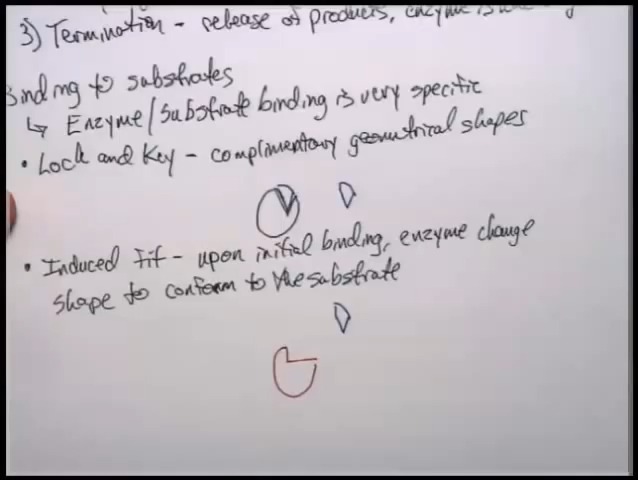 3) Termination - release of products, enzyme is
Binding to substrates
↳ Enzyme/Substrate binding is very specific
• Lock and Key - complimentary geometrical shapes
• Induced Fit - upon initial binding, enzyme change
shape to conform to the substrate